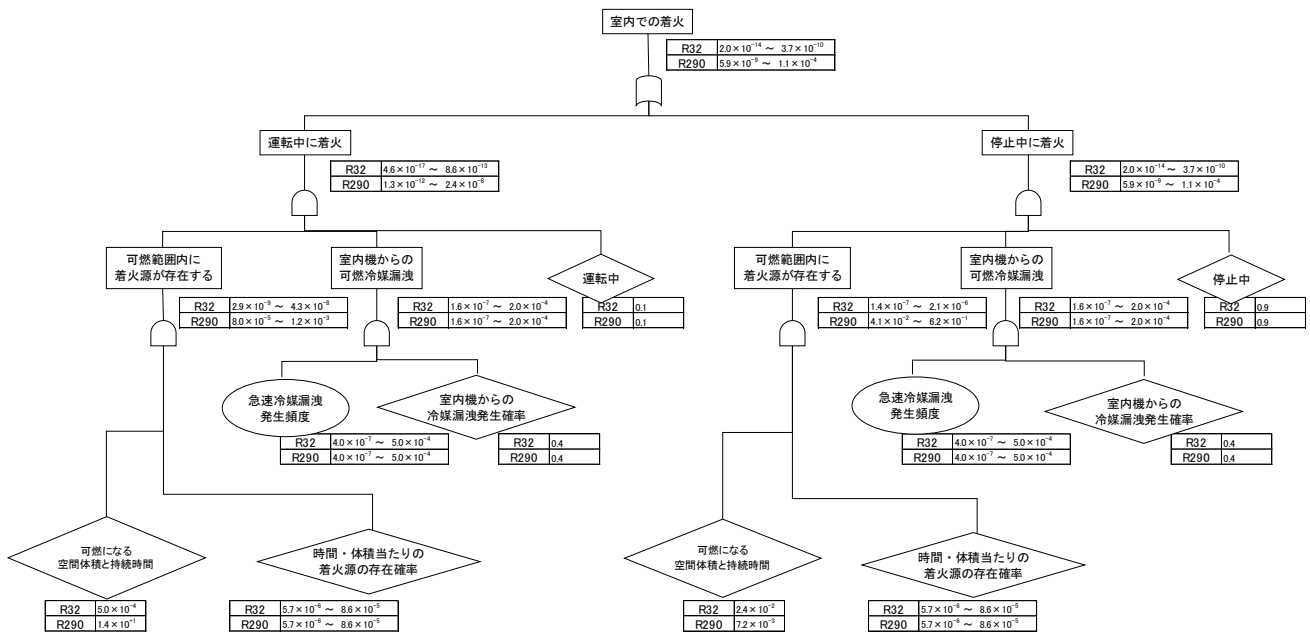 室内での着火
R32 2.0×10⁻¹⁴ ～ 3.7×10⁻¹⁰
R290 5.9×10⁻⁹ ～ 1.1×10⁻⁴
運転中に着火
R32 4.6×10⁻¹⁷ ～ 8.6×10⁻¹³
R290 1.3×10⁻¹² ～ 2.4×10⁻⁸
停止中に着火
R32 2.0×10⁻¹⁴ ～ 3.7×10⁻¹⁰
R290 5.9×10⁻⁹ ～ 1.1×10⁻⁴
可燃範囲内に
着火源が存在する
R32 2.9×10⁻⁹ ～ 4.3×10⁻⁸
R290 8.0×10⁻⁵ ～ 1.2×10⁻³
室内機からの
可燃冷媒漏洩
R32 1.6×10⁻⁷ ～ 2.0×10⁻⁴
R290 1.6×10⁻⁷ ～ 2.0×10⁻⁴
運転中
R32 0.1
R290 0.1
可燃範囲内に
着火源が存在する
R32 1.4×10⁻⁷ ～ 2.1×10⁻⁶
R290 4.1×10⁻² ～ 6.2×10⁻¹
室内機からの
可燃冷媒漏洩
R32 1.6×10⁻⁷ ～ 2.0×10⁻⁴
R290 1.6×10⁻⁷ ～ 2.0×10⁻⁴
停止中
R32 0.9
R290 0.9
急速冷媒漏洩
発生頻度
R32 4.0×10⁻⁷ ～ 5.0×10⁻⁴
R290 4.0×10⁻⁷ ～ 5.0×10⁻⁴
室内機からの
冷媒漏洩発生確率
R32 0.4
R290 0.4
急速冷媒漏洩
発生頻度
R32 4.0×10⁻⁷ ～ 5.0×10⁻⁴
R290 4.0×10⁻⁷ ～ 5.0×10⁻⁴
室内機からの
冷媒漏洩発生確率
R32 0.4
R290 0.4
可燃になる
空間体積と持続時間
R32 5.0×10⁻⁴
R290 1.4×10⁺¹
時間・体積当たりの
着火源の存在確率
R32 5.7×10⁻⁶ ～ 8.6×10⁻⁵
R290 5.7×10⁻⁶ ～ 8.6×10⁻⁵
可燃になる
空間体積と持続時間
R32 2.4×10⁻²
R290 7.2×10⁻³
時間・体積当たりの
着火源の存在確率
R32 5.7×10⁻⁶ ～ 8.6×10⁻⁵
R290 5.7×10⁻⁶ ～ 8.6×10⁻⁵